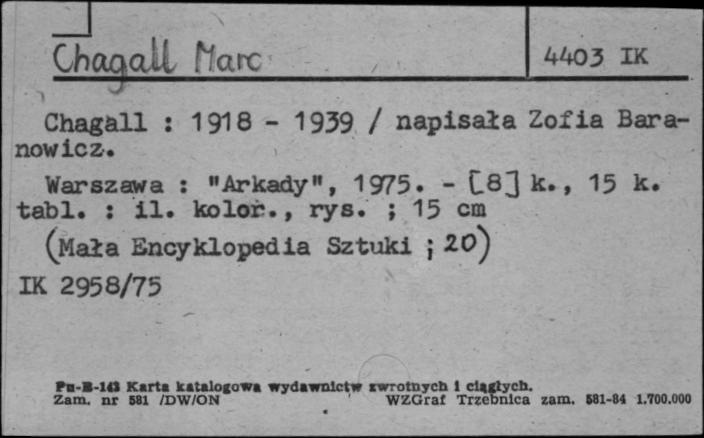 Chagall Marc
4403 IK
Chagall : 1918 - 1939 / napisała Zofia Bara-
nowicz.
Warszawa : "Arkady", 1975. - [8] k., 15 k.
tabl. : il. kolor., rys. ; 15 cm
(Mała Encyklopedia Sztuki ; 20)
IK 2958/75
Pu-B-143 Karta katalogowa wydawnictw zwrotnych i ciągłych.
Zam. nr 581 /DW/ON WZGraf Trzebnica zam. 581-84 1.700.000